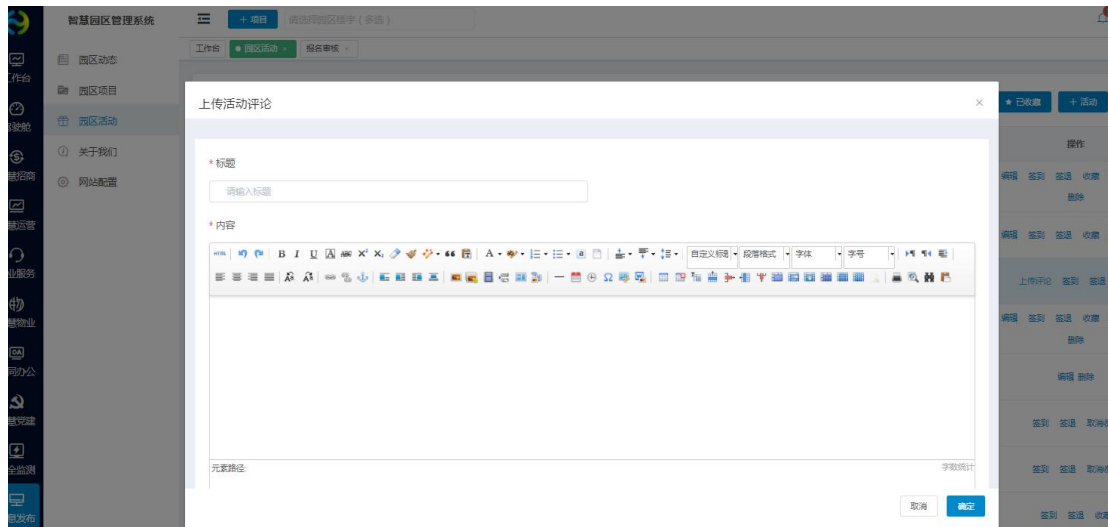 智慧园区管理系统
+ 项目
请选择园区楼宇（多选）
工作台
园区活动 ×
报名审核 ×
园区动态
园区项目
园区活动
关于我们
网站配置
工作台
驶舱
慧招商
慧运营
业服务
慧物业
OA
同办公
慧党建
全监测
息发布
★ 已收藏
+ 活动
操作
编辑 签到 签退 收藏
删除
编辑 签到 签退 收藏
上传评论 签到 签退
编辑 签到 签退 收藏
删除
编辑 删除
签到 签退 取消收
签到 签退 取消收
签到 签退 收藏
上传活动评论
×
* 标题
请输入标题
* 内容
HTML
B I U A ABC X² X₂
自定义标题
段落格式
字体
字号
元素路径:
字数统计
取消
确定